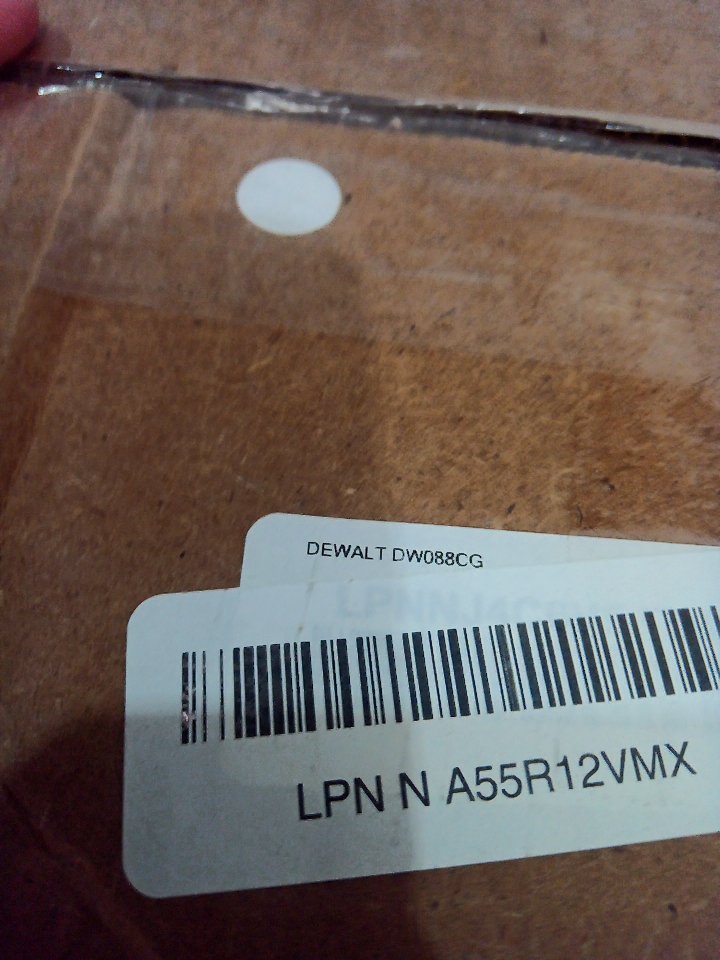 DEWALT DW088CG
LPN N A55R12VMX